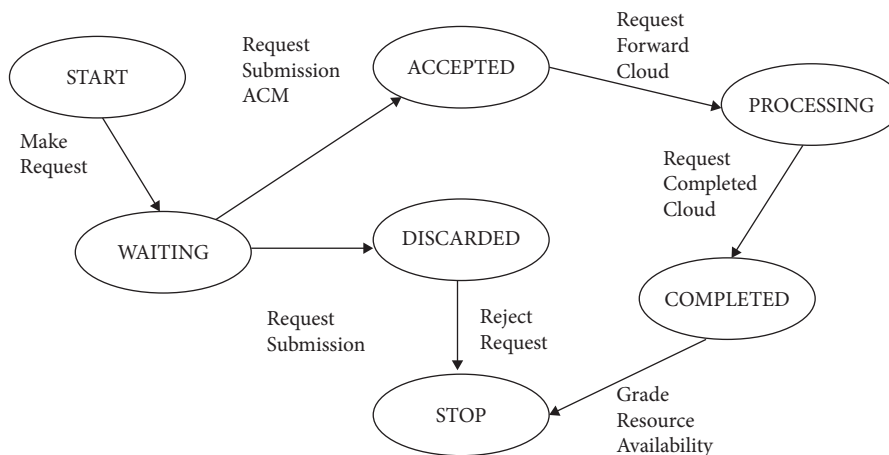 START
Make
Request
WAITING
Request
Submission
ACM
ACCEPTED
Request
Forward
Cloud
PROCESSING
Request
Completed
Cloud
COMPLETED
Request
Submission
DISCARDED
Reject
Request
STOP
Grade
Resource
Availability